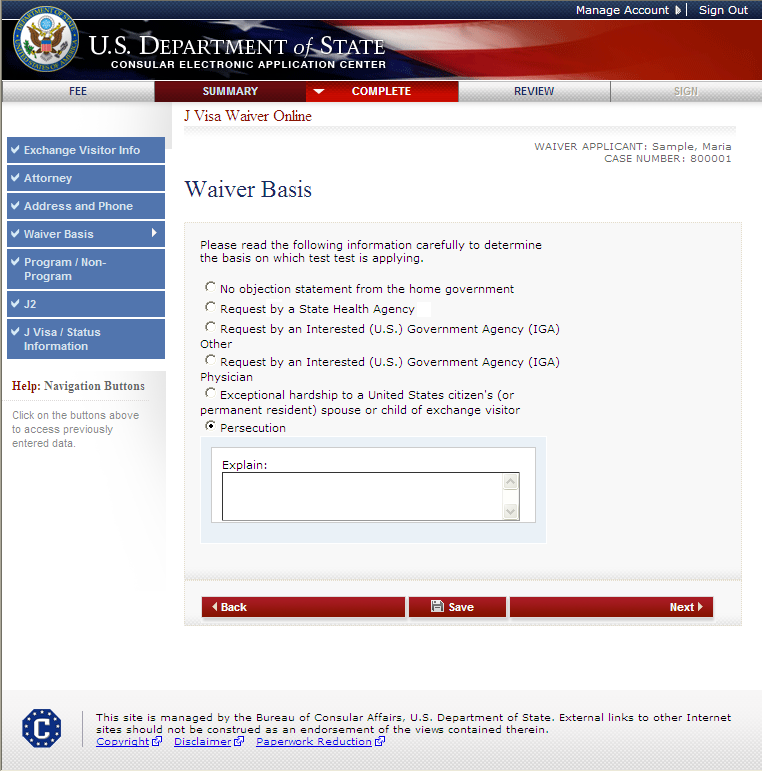 Manage Account
Sign Out
U.S. DEPARTMENT of STATE
CONSULAR ELECTRONIC APPLICATION CENTER
FEE
SUMMARY
COMPLETE
REVIEW
SIGN
J Visa Waiver Online
WAIVER APPLICANT: Sample, Maria
CASE NUMBER: 800001
Exchange Visitor Info
Attorney
Address and Phone
Waiver Basis
Program / Non-
Program
J2
J Visa / Status
Information
Help: Navigation Buttons
Click on the buttons above
to access previously
entered data.
Waiver Basis
Please read the following information carefully to determine
the basis on which test test is applying.
No objection statement from the home government
Request by a State Health Agency
Request by an Interested (U.S.) Government Agency (IGA)
Other
Request by an Interested (U.S.) Government Agency (IGA)
Physician
Exceptional hardship to a United States citizen's (or
permanent resident) spouse or child of exchange visitor
Persecution
Explain:
Back
Save
Next
C
This site is managed by the Bureau of Consular Affairs, U.S. Department of State. External links to other Internet
sites should not be construed as an endorsement of the views contained therein.
Copyright Disclaimer Paperwork Reduction